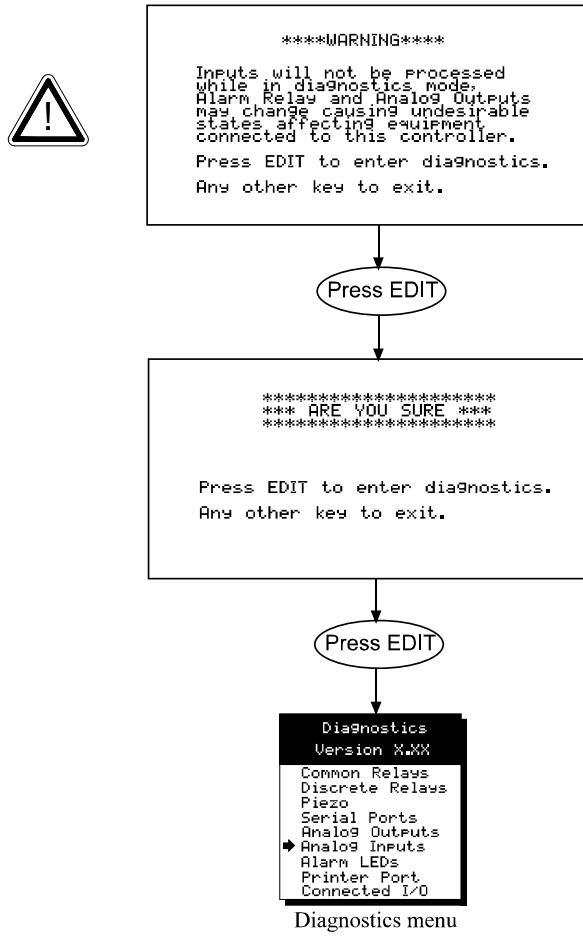 ****WARNING****
Inputs will not be processed
while in diagnostics mode,
Alarm Relay and Analog Outputs
may change causing undesirable
states affecting equipment
connected to this controller.
Press EDIT to enter diagnostics.
Any other key to exit.
!
Press EDIT
*********************
*** ARE YOU SURE ***
*********************
Press EDIT to enter diagnostics.
Any other key to exit.
Press EDIT
Diagnostics
Version X.XX
Common Relays
Discrete Relays
Piezo
Serial Ports
Analog Outputs
Analog Inputs
Alarm LEDs
Printer Port
Connected I/O
Diagnostics menu